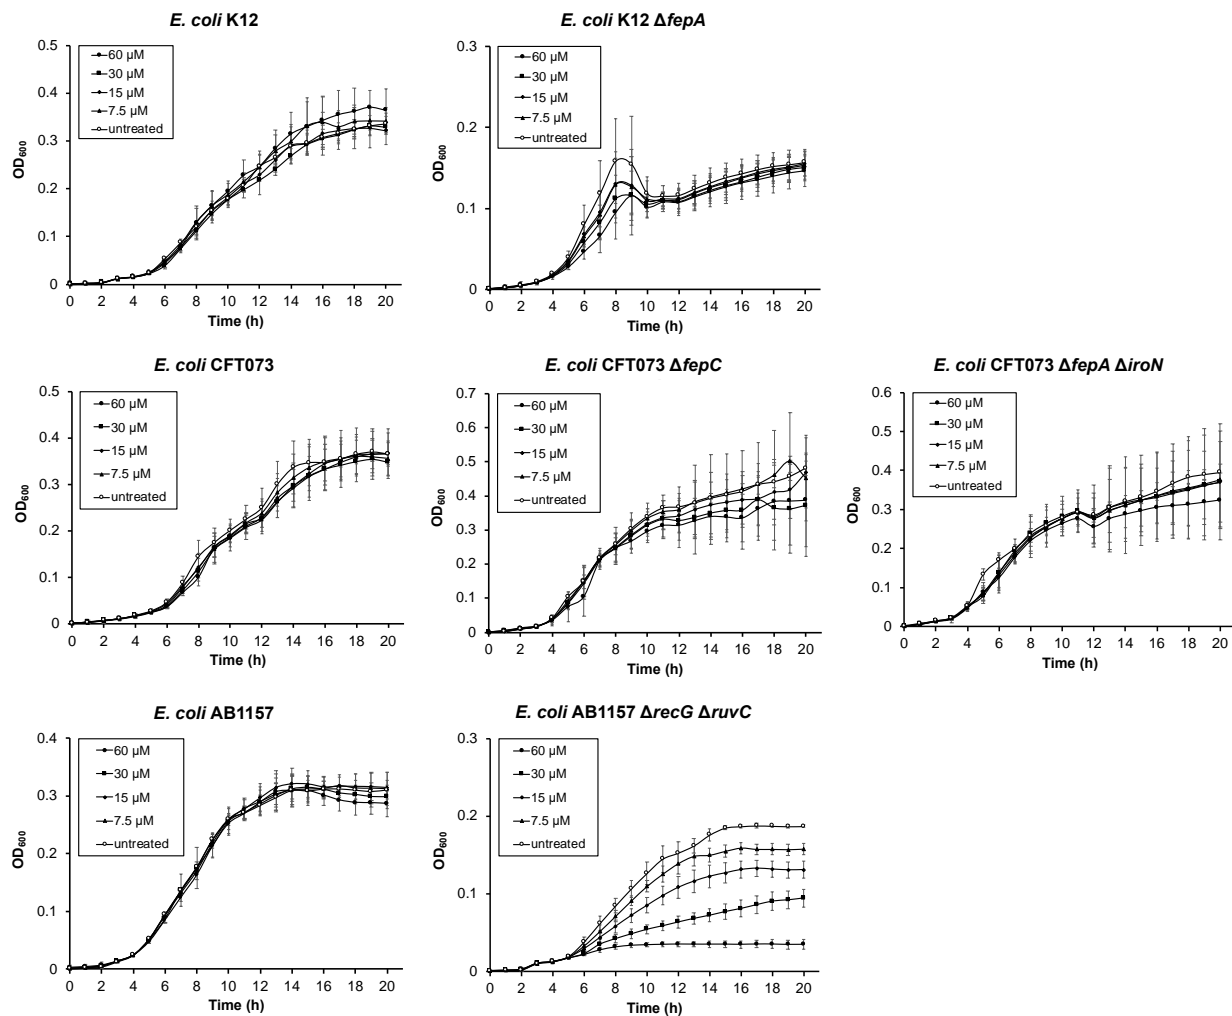 E. coli K12
0.5
0.4
0.3
0.2
0.1
0
OD600
60 µM
30 µM
15 µM
7.5 µM
untreated
0 2 4 6 8 10 12 14 16 18 20
Time (h)
E. coli K12 ΔfepA
0.3
0.2
0.1
0
OD600
60 µM
30 µM
15 µM
7.5 µM
untreated
0 2 4 6 8 10 12 14 16 18 20
Time (h)
E. coli CFT073
0.5
0.4
0.3
0.2
0.1
0
OD600
60 µM
30 µM
15 µM
7.5 µM
untreated
0 2 4 6 8 10 12 14 16 18 20
Time (h)
E. coli CFT073 ΔfepC
0.7
0.6
0.5
0.4
0.3
0.2
0.1
0
OD600
60 µM
30 µM
15 µM
7.5 µM
untreated
0 2 4 6 8 10 12 14 16 18 20
Time (h)
E. coli CFT073 ΔfepA ΔiroN
0.6
0.5
0.4
0.3
0.2
0.1
0
OD600
60 µM
30 µM
15 µM
7.5 µM
untreated
0 2 4 6 8 10 12 14 16 18 20
Time (h)
E. coli AB1157
0.4
0.3
0.2
0.1
0
OD600
60 µM
30 µM
15 µM
7.5 µM
untreated
0 2 4 6 8 10 12 14 16 18 20
Time (h)
E. coli AB1157 ΔrecG ΔruvC
0.3
0.2
0.1
0
OD600
60 µM
30 µM
15 µM
7.5 µM
untreated
0 2 4 6 8 10 12 14 16 18 20
Time (h)